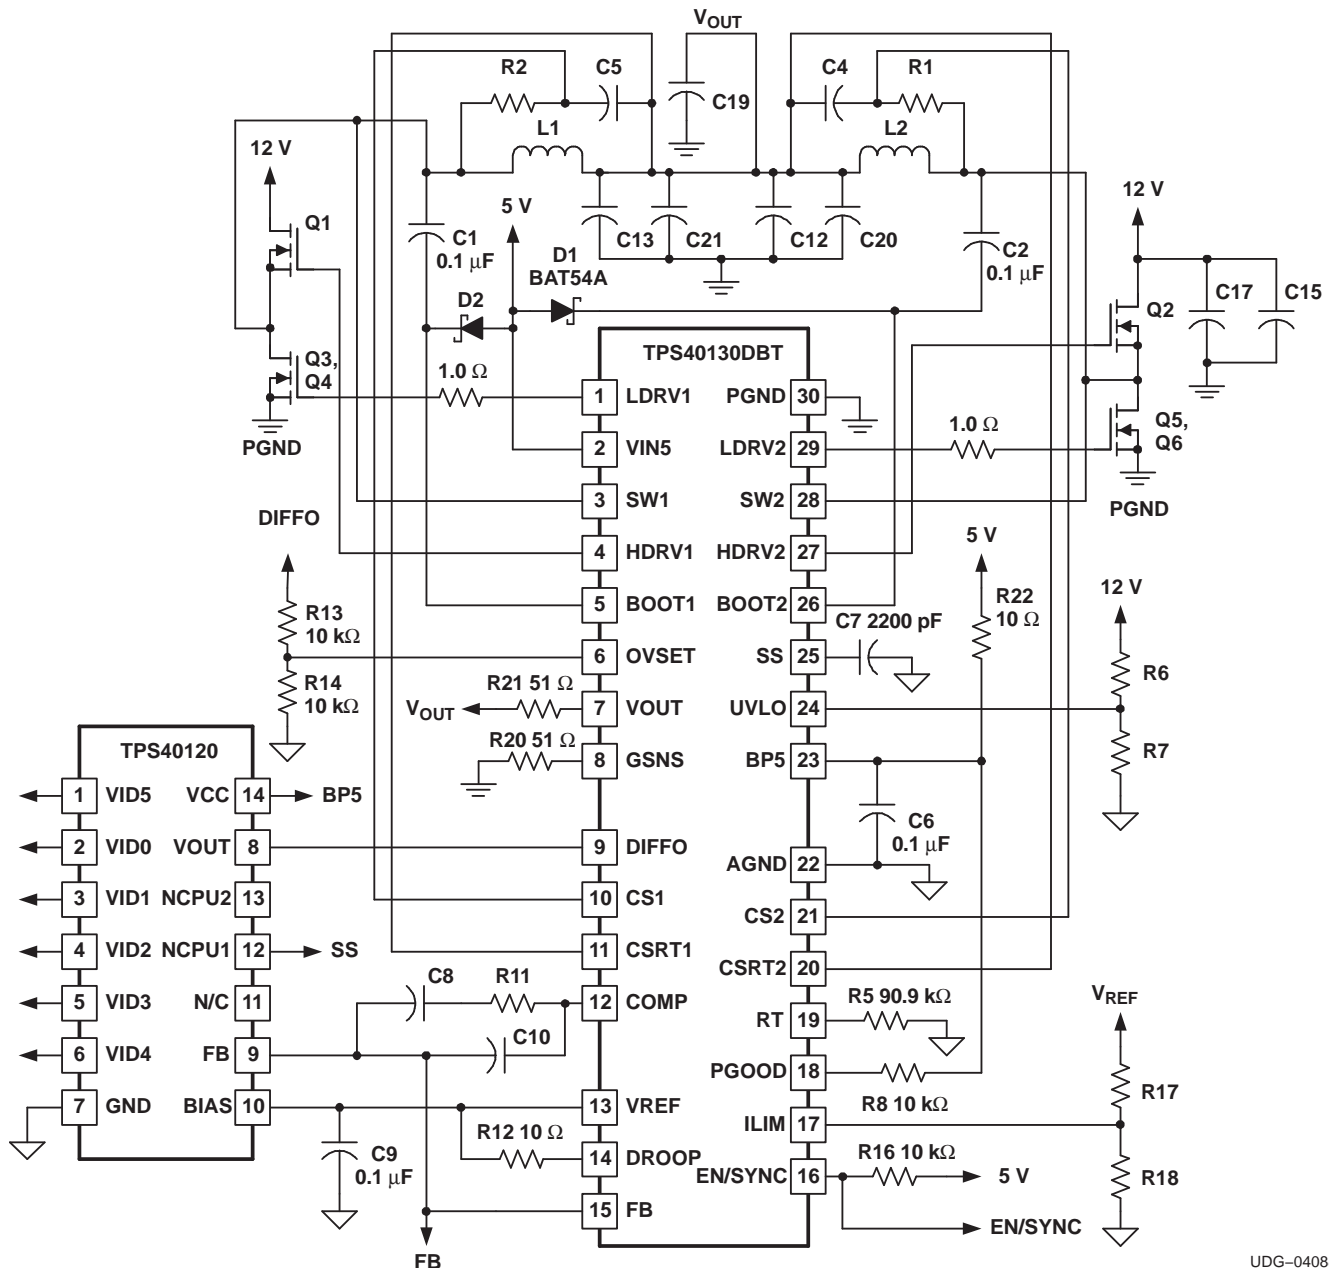 VOUT
R2
C5
C19
C4
R1
L1
L2
12 V
5 V
12 V
Q1
C1
0.1 µF
C13
C21
C12
C20
C2
0.1 µF
D1
BAT54A
D2
C17
C15
Q2
Q3,
Q4
PGND
1.0 Ω
TPS40130DBT
1 LDRV1
PGND 30
2 VIN5
LDRV2 29
1.0 Ω
Q5,
Q6
PGND
3 SW1
SW2 28
DIFFO
4 HDRV1
HDRV2 27
5 V
5 BOOT1
BOOT2 26
R22
10 Ω
12 V
R13
10 kΩ
C7 2200 pF
6 OVSET
SS 25
R6
R14
10 kΩ
R21 51 Ω
VOUT
7 VOUT
UVLO 24
R20 51 Ω
8 GSNS
BP5 23
R7
TPS40120
1 VID5
VCC 14
BP5
C6
0.1 µF
2 VID0
VOUT 8
9 DIFFO
AGND 22
3 VID1
NCPU2 13
10 CS1
CS2 21
4 VID2
NCPU1 12
SS
11 CSRT1
CSRT2 20
5 VID3
N/C 11
C8
R11
12 COMP
R5 90.9 kΩ
RT 19
VREF
6 VID4
FB 9
C10
PGOOD 18
R8 10 kΩ
R17
7 GND
BIAS 10
13 VREF
ILIM 17
R12 10 Ω
C9
0.1 µF
14 DROOP
EN/SYNC 16
R16 10 kΩ
5 V
R18
15 FB
EN/SYNC
FB
UDG–0408